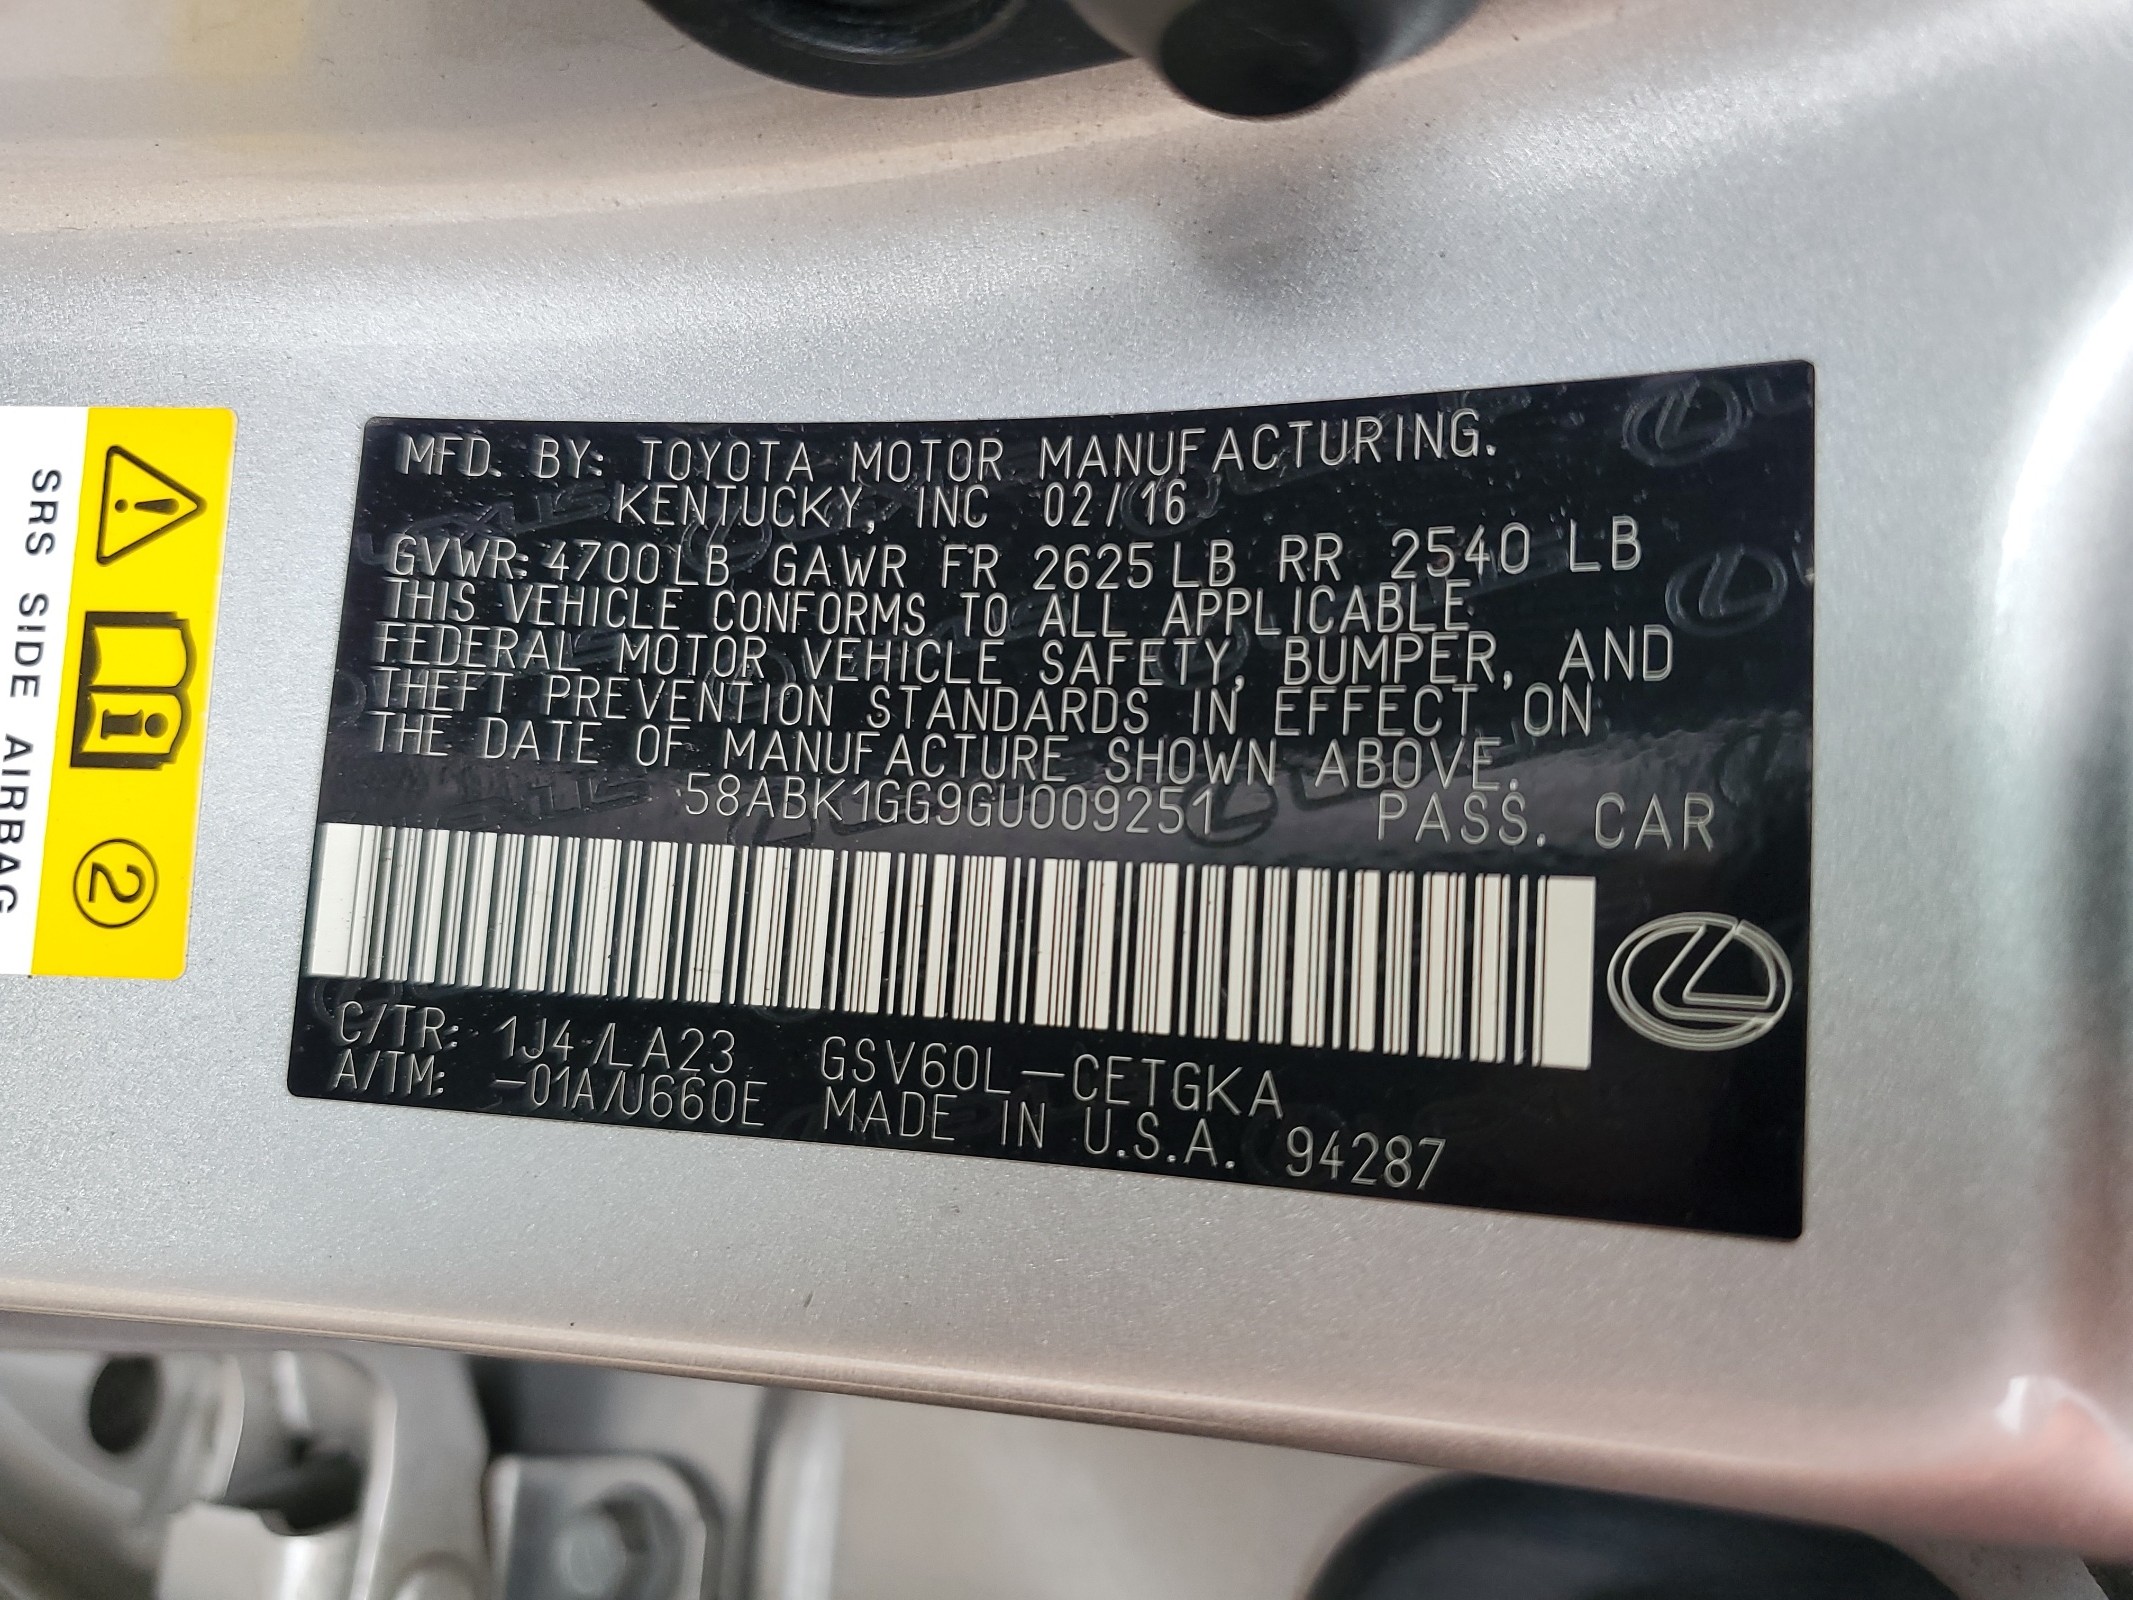 MFD. BY: TOYOTA MOTOR MANUFACTURING.
KENTUCKY, INC 02/16
GVWR: 4700LB GAWR FR 2625LB RR 2540 LB
THIS VEHICLE CONFORMS TO ALL APPLICABLE
FEDERAL MOTOR VEHICLE SAFETY, BUMPER, AND
THEFT PREVENTION STANDARDS IN EFFECT ON
THE DATE OF MANUFACTURE SHOWN ABOVE.
58ABK1GG9GU009251 PASS. CAR
C/TR: 1J4/LA23 GSV60L-CETGKA
A/TM: -01A/U660E MADE IN U.S.A. 94287
SRS SIDE AIRBAG
2